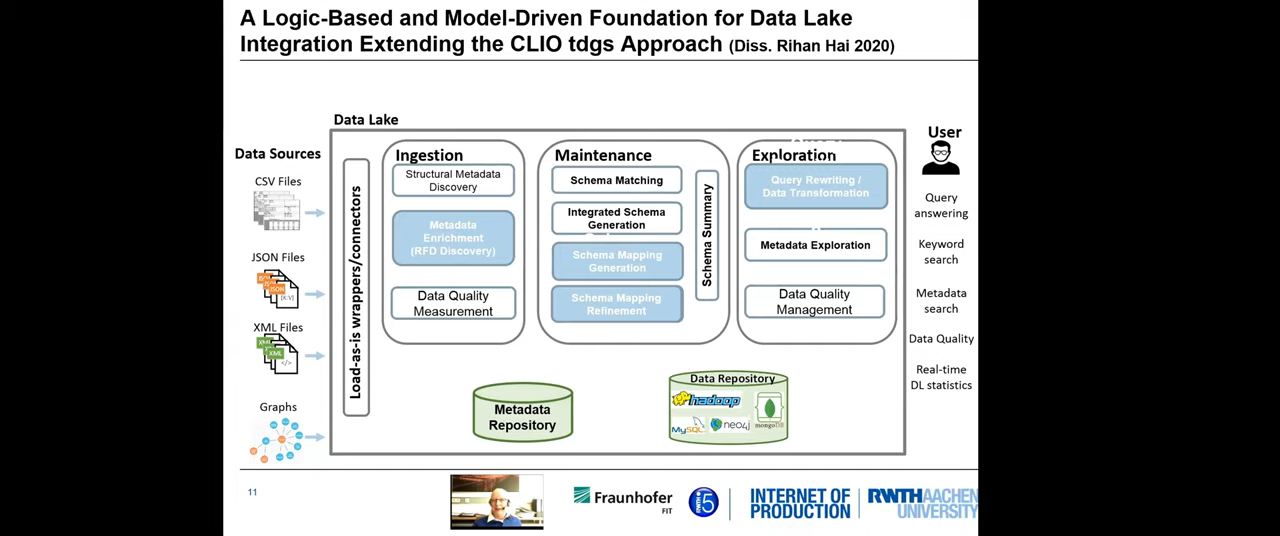 A Logic-Based and Model-Driven Foundation for Data Lake
Integration Extending the CLIO tdgs Approach (Diss. Rihan Hai 2020)
Data Lake
Data Sources
CSV Files
JSON Files
JSON
XML Files
XML
Graphs
Load-as-is wrappers/connectors
Ingestion
Structural Metadata
Discovery
Metadata
Enrichment
(RFD Discovery)
Data Quality
Measurement
Maintenance
Schema Matching
Integrated Schema
Generation
Schema Mapping
Generation
Schema Mapping
Refinement
Schema Summary
Exploration
Query Rewriting /
Data Transformation
Metadata Exploration
Data Quality
Management
User
Query
answering
Keyword
search
Metadata
search
Data Quality
Real-time
DL statistics
Metadata
Repository
Data Repository
hadoop
MySQL
neo4j
mongoDB
11
Fraunhofer
FIT
i5
INTERNET OF
PRODUCTION
RWTH AACHEN
UNIVERSITY